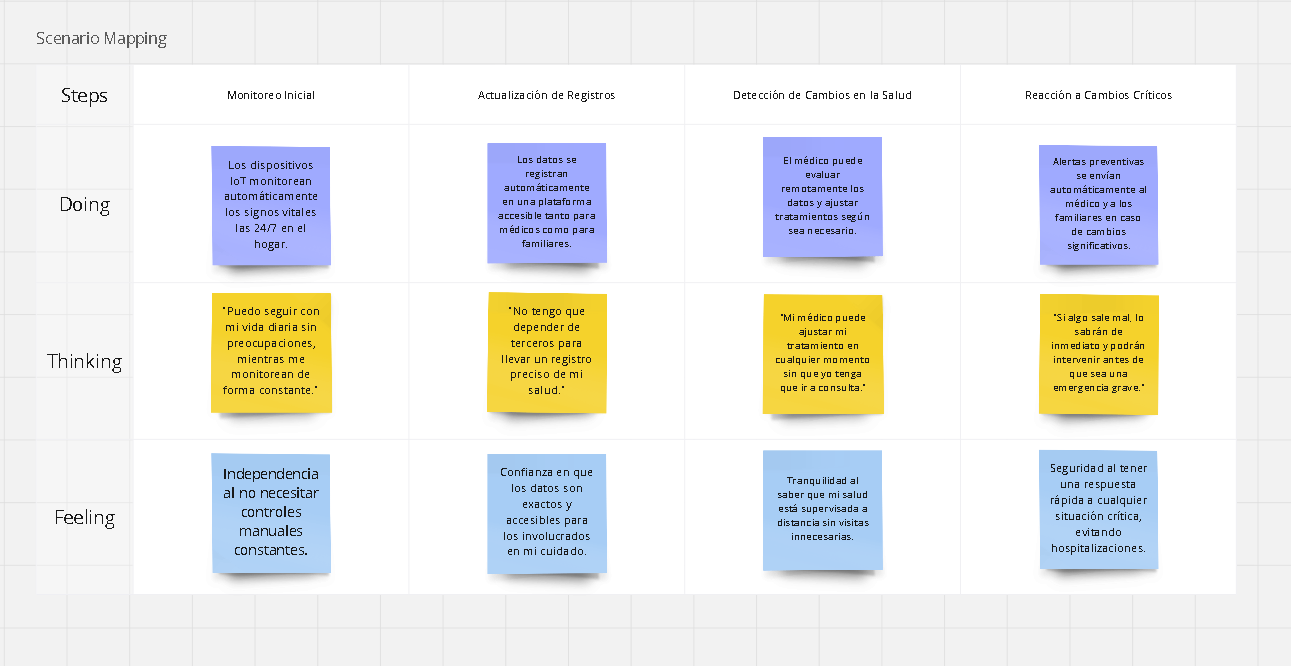 Scenario Mapping
Steps
Monitoreo Inicial
Actualización de Registros
Detección de Cambios en la Salud
Reacción a Cambios Críticos
Doing
Los dispositivos
IoT monitorean
automáticamente
los signos vitales
las 24/7 en el
hogar.
Los datos se
registran
automáticamente
en una plataforma
accesible tanto para
médicos como para
familiares.
El médico puede
evaluar
remotamente los
datos y ajustar
tratamientos según
sea necesario.
Alertas preventivas
se envían
automáticamente al
médico y a los
familiares en caso
de cambios
significativos.
Thinking
"Puedo seguir con
mi vida diaria sin
preocupaciones,
mientras me
monitorean de
forma constante."
"No tengo que
depender de
terceros para
llevar un registro
preciso de mi
salud."
"Mi médico puede
ajustar mi
tratamiento en
cualquier momento
sin que yo tenga
que ir a consulta."
"Si algo sale mal, lo
sabrán de
inmediato y podrán
intervenir antes de
que sea una
emergencia grave."
Feeling
Independencia
al no necesitar
controles
manuales
constantes.
Confianza en que
los datos son
exactos y
accesibles para
los involucrados
en mi cuidado.
Tranquilidad al
saber que mi salud
está supervisada a
distancia sin visitas
innecesarias.
Seguridad al tener
una respuesta
rápida a cualquier
situación crítica,
evitando
hospitalizaciones.